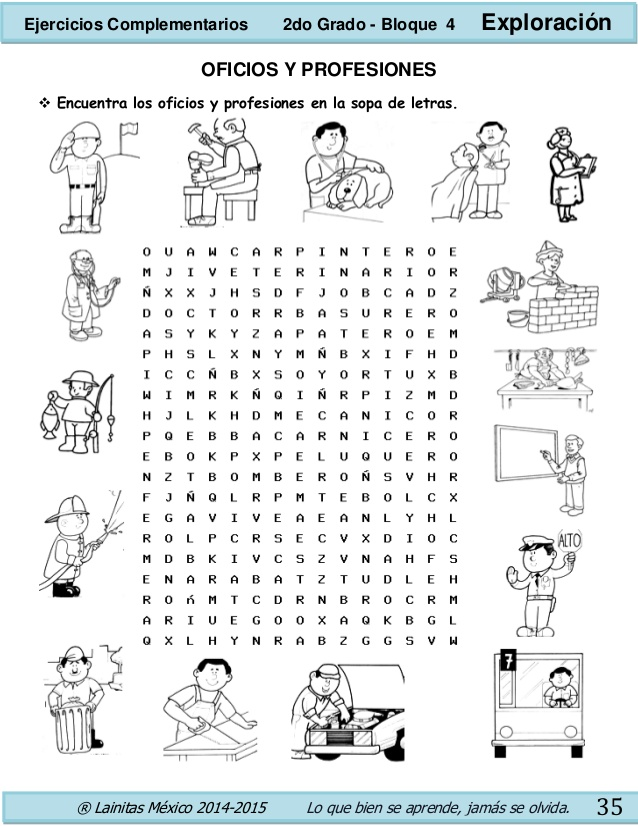 Ejercicios Complementarios 2do Grado - Bloque 4 Exploración
OFICIOS Y PROFESIONES
❖ Encuentra los oficios y profesiones en la sopa de letras.
O U A W C A R P I N T E R O E
M J I V E T E R I N A R I O R
Ñ X X J H S D F J O B C A D Z
D O C T O R R B A S U R E R O
A S Y K Y Z A P A T E R O E M
P H S L X N Y M Ñ B X I F H D
I C C Ñ B X S O Y O R T U X B
W I M R K Ñ Q I Ñ R P I Z M D
H J L K H D M E C A N I C O R
P Q E B B A C A R N I C E R O
E B O K P X P E L U Q U E R O
N Z T B O M B E R O Ñ S V H R
F J Ñ Q L R P M T E B O L C X
E G A V I V E A E A N L Y H L
R O L P C R S E C V X D I O C
M D B K I V C S Z V N A H F S
E N A R A B A T Z T U D L E H
R O ń M T C D R N B R O C R M
A R I U E G O O X A Q K B G L
Q X L H Y N R A B Z G G S V W
ALTO
7
® Lainitas México 2014-2015 Lo que bien se aprende, jamás se olvida. 35